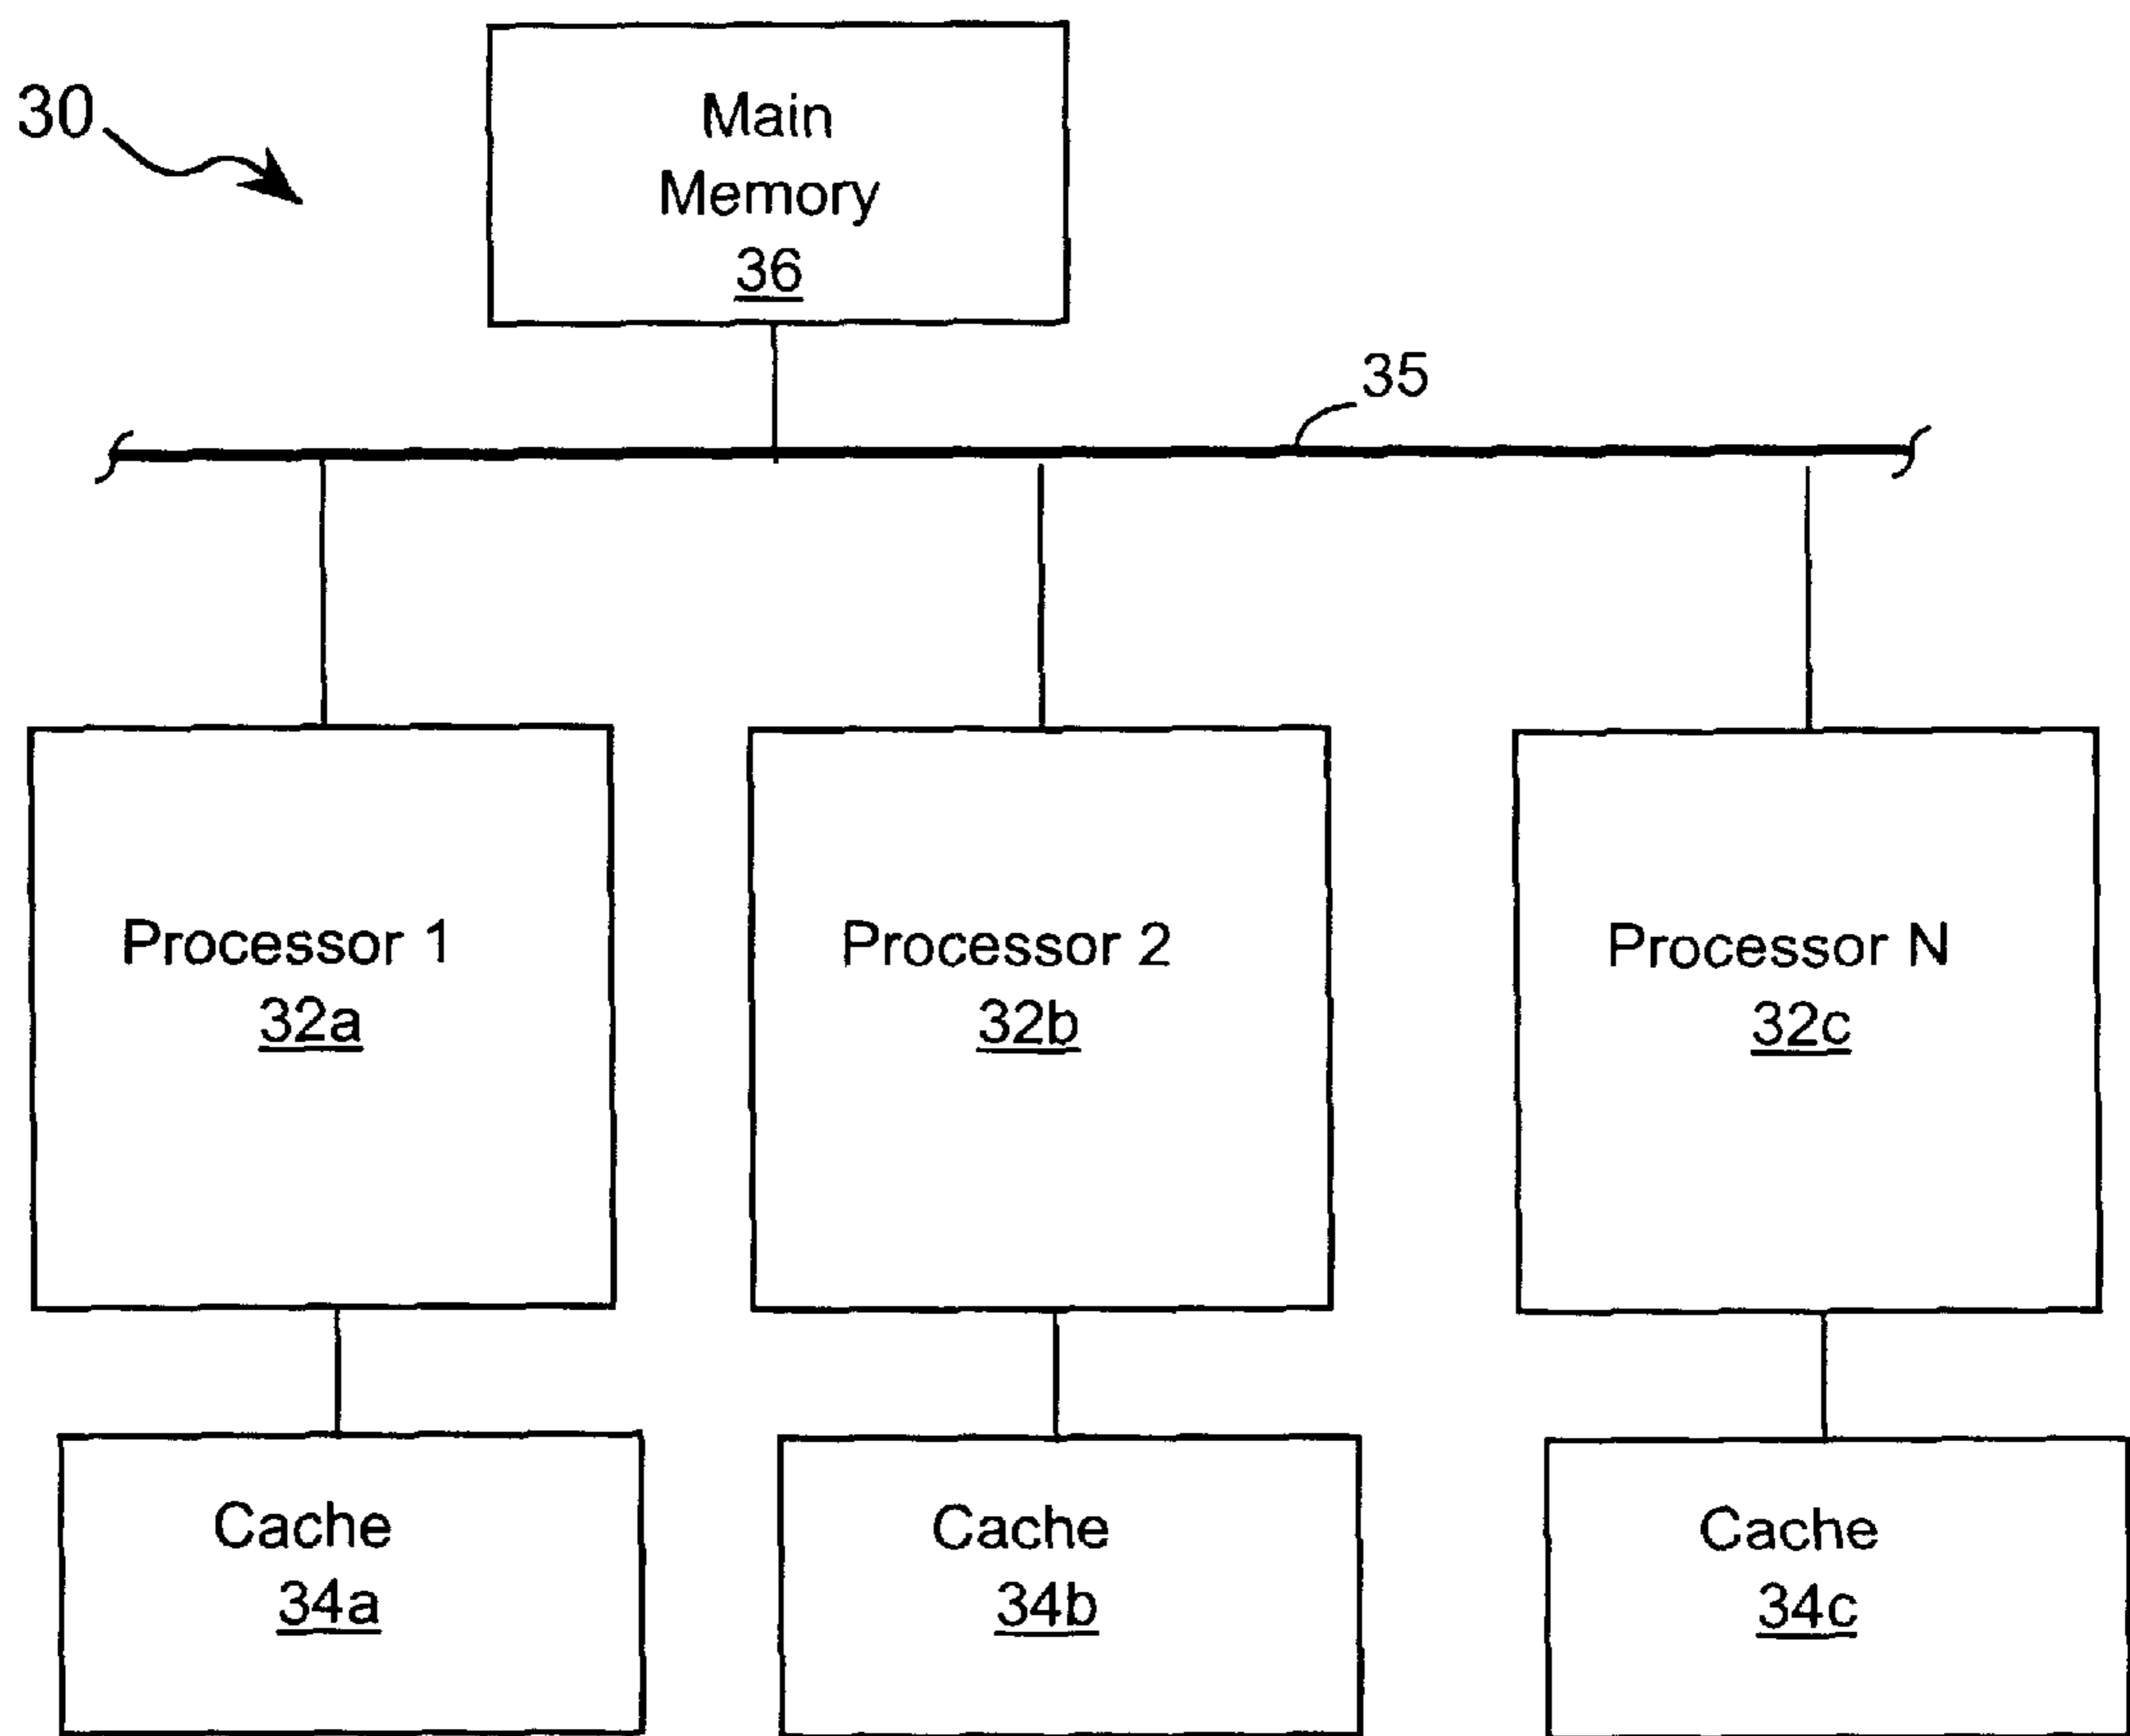 30
Main
Memory
36
35
Processor 1
32a
Processor 2
32b
Processor N
32c
Cache
34a
Cache
34b
Cache
34c